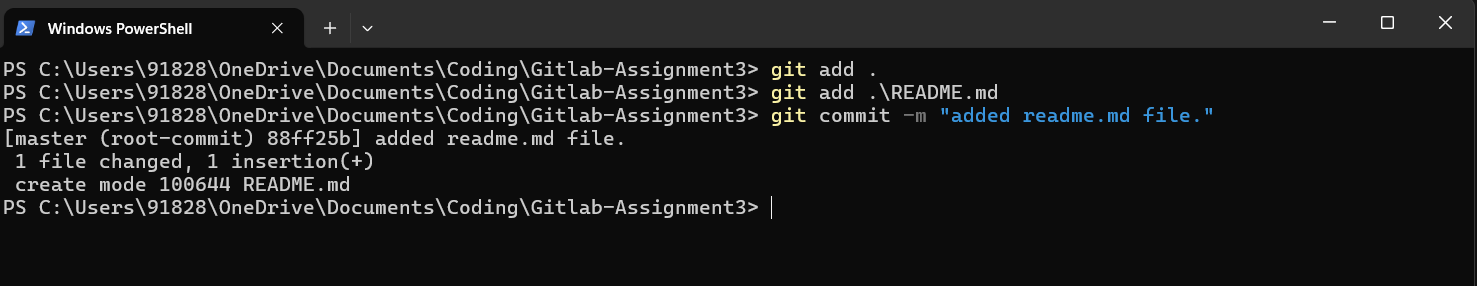 Windows PowerShell
PS C:\Users\91828\OneDrive\Documents\Coding\Gitlab-Assignment3> git add .
PS C:\Users\91828\OneDrive\Documents\Coding\Gitlab-Assignment3> git add .\README.md
PS C:\Users\91828\OneDrive\Documents\Coding\Gitlab-Assignment3> git commit -m "added readme.md file."
[master (root-commit) 88ff25b] added readme.md file.
 1 file changed, 1 insertion(+)
 create mode 100644 README.md
PS C:\Users\91828\OneDrive\Documents\Coding\Gitlab-Assignment3>